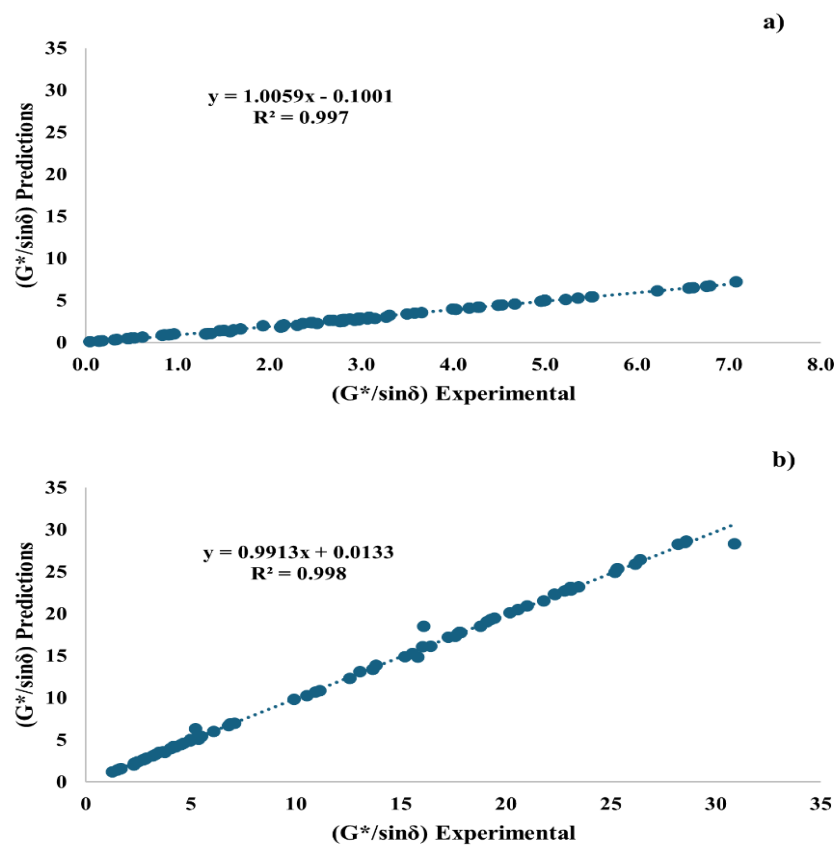 a)
35
30
25
20
15
10
5
0
y = 1.0059x - 0.1001
R² = 0.997
(G*/sinδ) Predictions
0.0 1.0 2.0 3.0 4.0 5.0 6.0 7.0 8.0
(G*/sinδ) Experimental
b)
35
30
25
20
15
10
5
0
y = 0.9913x + 0.0133
R² = 0.998
(G*/sinδ) Predictions
0 5 10 15 20 25 30 35
(G*/sinδ) Experimental